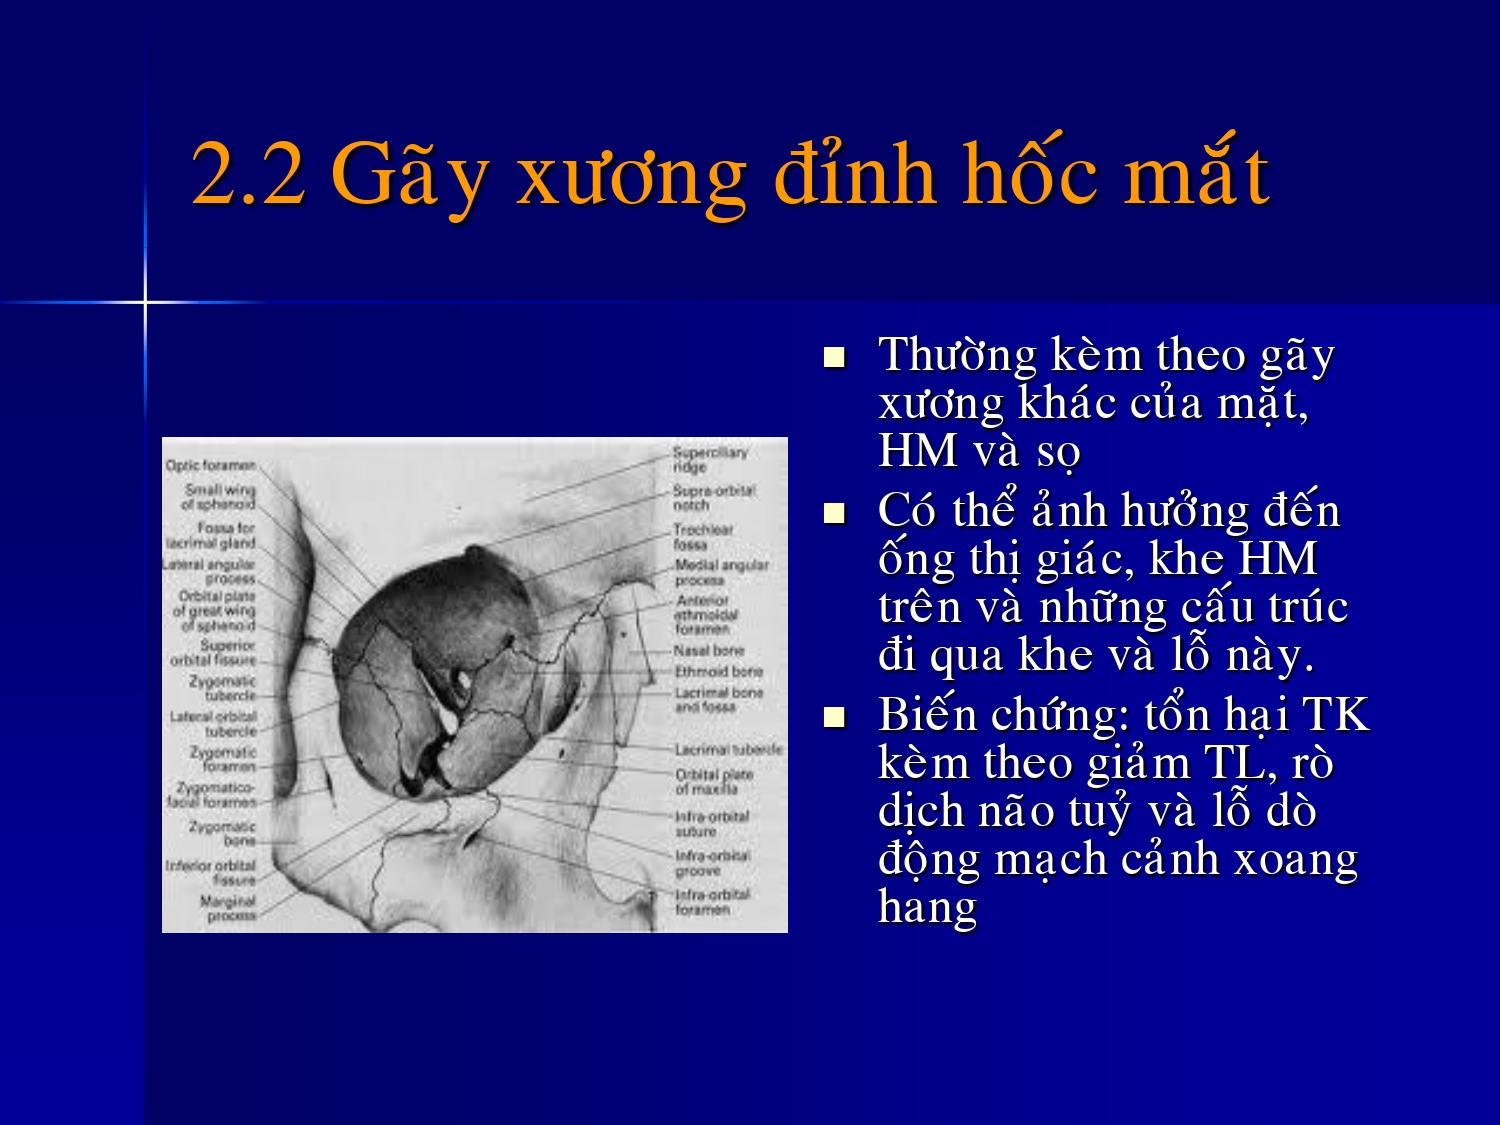 2.2 Gãy xương đỉnh hốc mắt
Optic foramen
Small wing
of sphenoid
Fossa for
lacrimal gland
Lateral angular
process
Orbital plate
of great wing
of sphenoid
Superior
orbital fissure
Zygomatic
tubercle
Lateral orbital
tubercle
Zygomatic
foramen
Zygomatico-
facial foramen
Zygomatic
bone
Inferior orbital
fissure
Marginal
process
Superciliary
ridge
Supra-orbital
notch
Trochlear
fossa
Medial angular
process
Anterior
ethmoidal
foramen
Nasal bone
Ethmoid bone
Lacrimal bone
and fossa
Lacrimal tubercle
Orbital plate
of maxilla
Infra-orbital
suture
Infra-orbital
groove
Infra-orbital
foramen
Thường kèm theo gãy
xương khác của mặt,
HM và sọ
Có thể ảnh hưởng đến
ống thị giác, khe HM
trên và những cấu trúc
đi qua khe và lỗ này.
Biến chứng: tổn hại TK
kèm theo giảm TL, rò
dịch não tuỷ và lỗ dò
động mạch cảnh xoang
hang